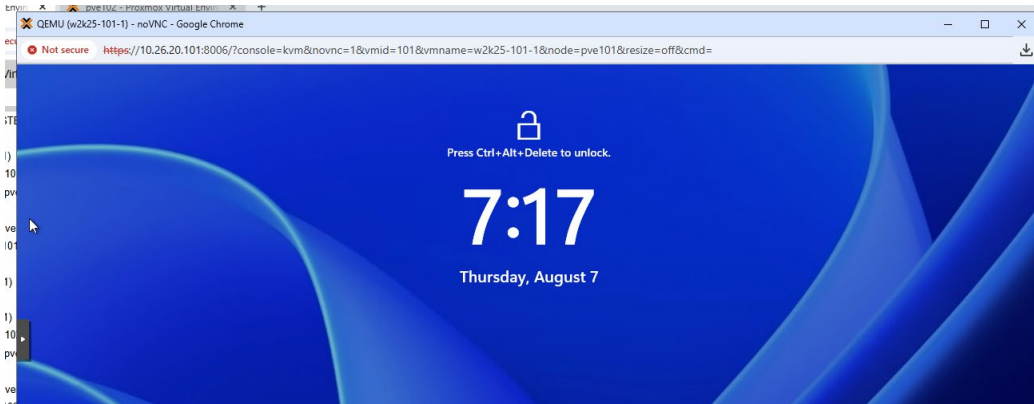 pve102 - Proxmox Virtual Envir
QEMU (w2k25-101-1) - noVNC - Google Chrome
Not secure https://10.26.20.101:8006/?console=kvm&novnc=1&vmid=101&vmname=w2k25-101-1&node=pve101&resize=off&cmd=
Press Ctrl+Alt+Delete to unlock.
7:17
Thursday, August 7